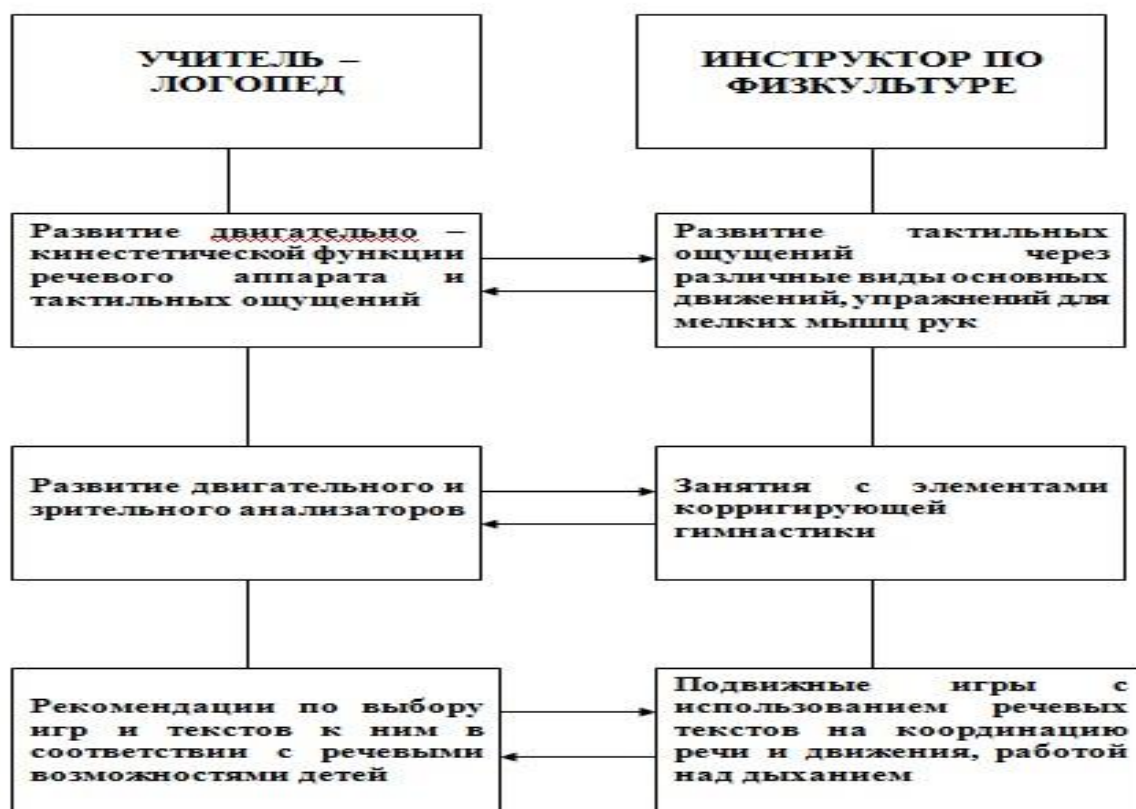 УЧИТЕЛЬ –
ЛОГОПЕД
ИНСТРУКТОР ПО
ФИЗКУЛЬТУРЕ
Развитие двигательно –
кинестетической функции
речевого аппарата и
тактильных ощущений
Развитие тактильных
ощущений через
различные виды основных
движений, упражнений для
мелких мышц рук
Развитие двигательного и
зрительного анализаторов
Занятия с элементами
корригирующей
гимнастики
Рекомендации по выбору
игр и текстов к ним в
соответствии с речевыми
возможностями детей
Подвижные игры с
использованием речевых
текстов на координацию
речи и движения, работой
над дыханием